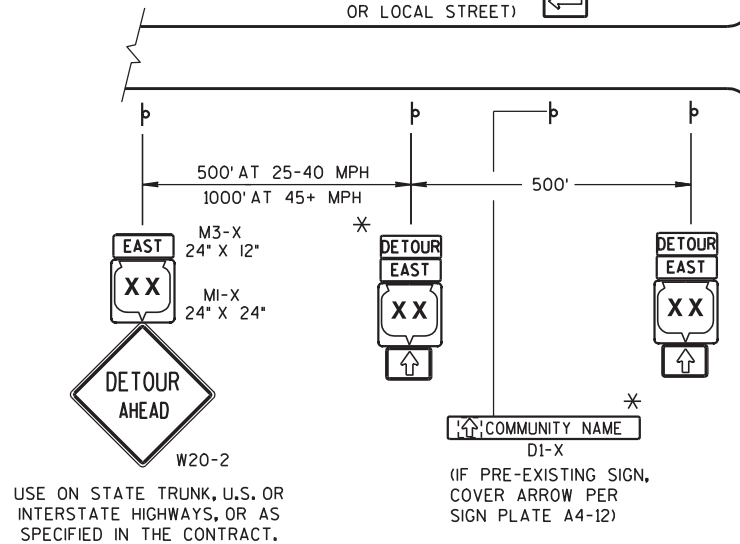 OR LOCAL STREET)
500' AT 25-40 MPH
1000' AT 45+ MPH
500'
EAST
M3-X
24" X 12"
XX
M1-X
24" X 24"
DETOUR
AHEAD
W20-2
USE ON STATE TRUNK, U.S. OR
INTERSTATE HIGHWAYS, OR AS
SPECIFIED IN THE CONTRACT.
*
DETOUR
EAST
XX
*
COMMUNITY NAME
D1-X
(IF PRE-EXISTING SIGN,
COVER ARROW PER
SIGN PLATE A4-12)
DETOUR
EAST
XX